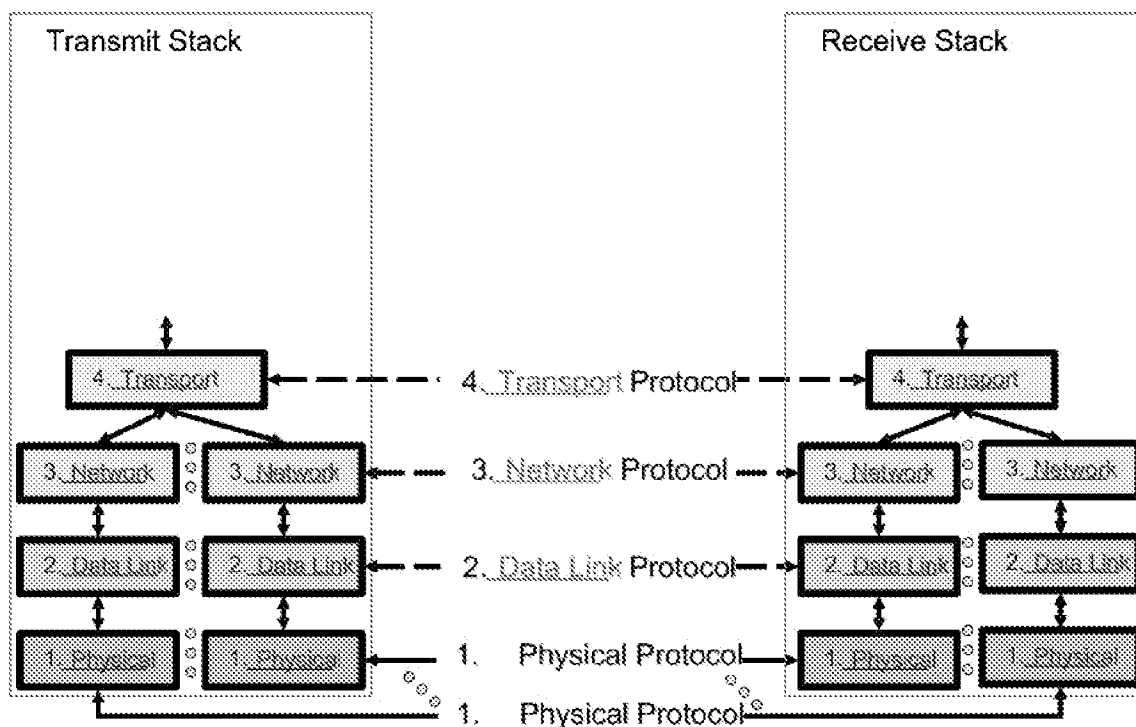 Transmit Stack
Receive Stack
4. Transport
4. Transport Protocol
4. Transport
3. Network
3. Network
3. Network Protocol
3. Network
3. Network
2. Data Link
2. Data Link
2. Data Link Protocol
2. Data Link
2. Data Link
1. Physical
1. Physical
1. Physical Protocol
1. Physical
1. Physical
1. Physical Protocol